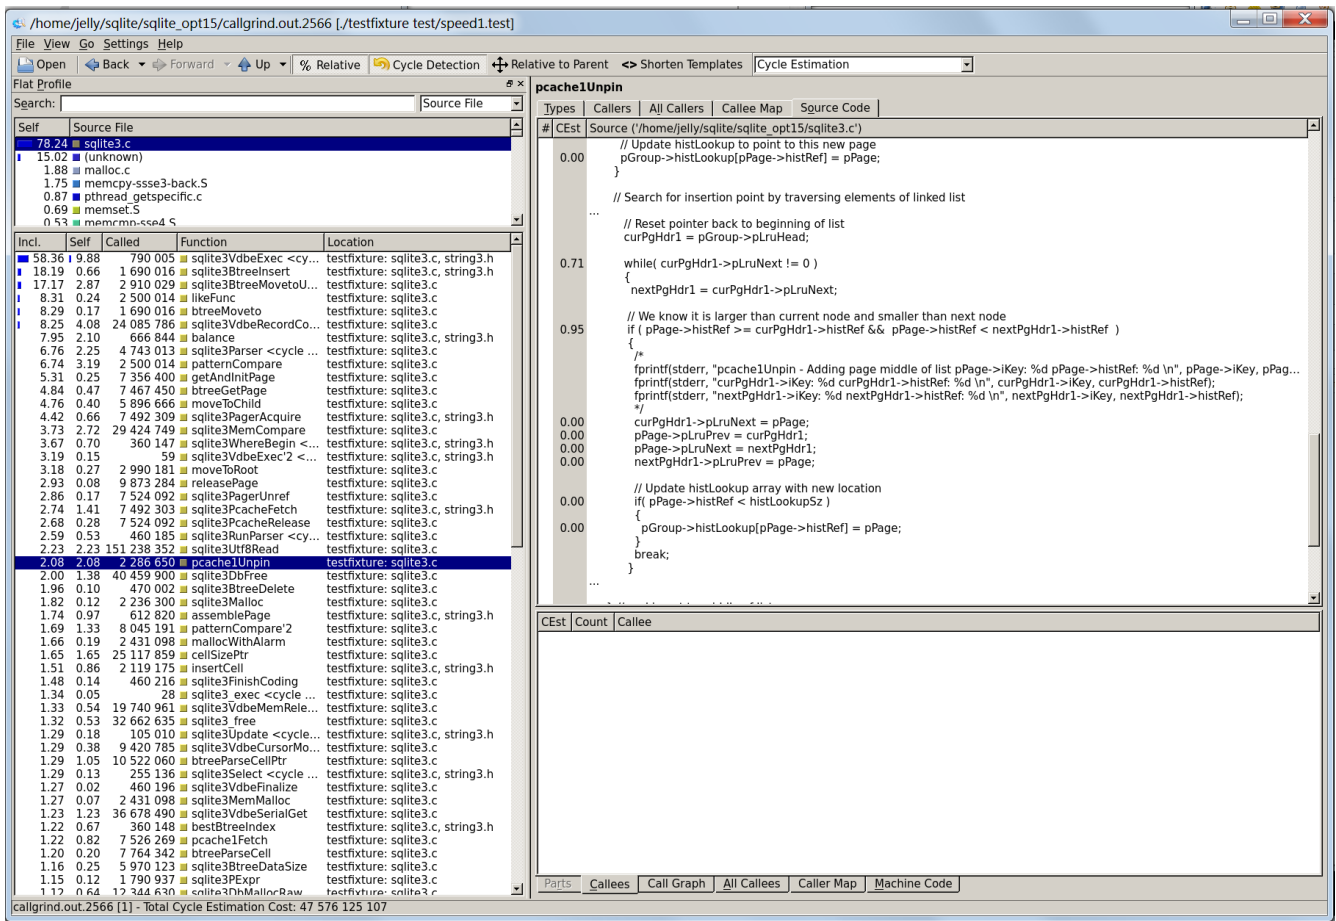 /home/jelly/sqlite/sqlite_opt15/callgrind.out.2566 [./testfixture test/speed1.test]
File View Go Settings Help
Open Back Forward Up % Relative Cycle Detection Relative to Parent <> Shorten Templates Cycle Estimation
Flat Profile
Search: Source File
Self Source File
78.24 sqlite3.c
15.02 (unknown)
1.88 malloc.c
1.75 memcpy-ssse3-back.S
0.87 pthread_getspecific.c
0.69 memset.S
0.53 memcmp-sse4.S
Incl. Self Called Function Location
58.36 9.88 790 005 sqlite3VdbeExec <cy... testfixture: sqlite3.c, string3.h
18.19 0.66 1 690 016 sqlite3BtreeInsert testfixture: sqlite3.c, string3.h
17.17 2.87 2 910 029 sqlite3BtreeMovetoU... testfixture: sqlite3.c
8.31 0.24 2 500 014 likeFunc testfixture: sqlite3.c
8.29 0.17 1 690 016 btreeMoveto testfixture: sqlite3.c
8.25 4.08 24 085 786 sqlite3VdbeRecordCo... testfixture: sqlite3.c
7.95 2.10 666 844 balance testfixture: sqlite3.c, string3.h
6.76 2.25 4 743 013 sqlite3Parser <cycle ... testfixture: sqlite3.c
6.74 3.19 2 500 014 patternCompare testfixture: sqlite3.c
5.31 0.25 7 356 400 getAndInitPage testfixture: sqlite3.c
4.84 0.47 7 467 450 btreeGetPage testfixture: sqlite3.c
4.76 0.40 5 896 666 moveToChild testfixture: sqlite3.c
4.42 0.66 7 492 309 sqlite3PagerAcquire testfixture: sqlite3.c, string3.h
3.73 2.72 29 424 749 sqlite3MemCompare testfixture: sqlite3.c
3.67 0.70 360 147 sqlite3WhereBegin <... testfixture: sqlite3.c, string3.h
3.19 0.15 59 sqlite3VdbeExec'2 <... testfixture: sqlite3.c, string3.h
3.18 0.27 2 990 181 moveToRoot testfixture: sqlite3.c
2.93 0.08 9 873 284 releasePage testfixture: sqlite3.c
2.86 0.17 7 524 092 sqlite3PagerUnref testfixture: sqlite3.c
2.74 1.41 7 492 303 sqlite3PcacheFetch testfixture: sqlite3.c, string3.h
2.68 0.28 7 524 092 sqlite3PcacheRelease testfixture: sqlite3.c
2.59 0.53 460 185 sqlite3RunParser <cy... testfixture: sqlite3.c
2.23 2.23 151 238 352 sqlite3Utf8Read testfixture: sqlite3.c
2.08 2.08 2 286 650 pcache1Unpin testfixture: sqlite3.c
2.00 1.38 40 459 900 sqlite3DbFree testfixture: sqlite3.c
1.96 0.10 470 002 sqlite3BtreeDelete testfixture: sqlite3.c
1.82 0.12 2 236 300 sqlite3Malloc testfixture: sqlite3.c
1.74 0.97 612 820 assemblePage testfixture: sqlite3.c, string3.h
1.69 1.33 8 045 191 patternCompare'2 testfixture: sqlite3.c
1.66 0.19 2 431 098 mallocWithAlarm testfixture: sqlite3.c
1.65 1.65 25 117 859 cellSizePtr testfixture: sqlite3.c
1.51 0.86 2 119 175 insertCell testfixture: sqlite3.c, string3.h
1.48 0.14 460 216 sqlite3FinishCoding testfixture: sqlite3.c
1.34 0.05 28 sqlite3_exec <cycle ... testfixture: sqlite3.c
1.33 0.54 19 740 961 sqlite3VdbeMemRele... testfixture: sqlite3.c
1.32 0.53 32 662 635 sqlite3_free testfixture: sqlite3.c
1.29 0.18 105 010 sqlite3Update <cycle... testfixture: sqlite3.c, string3.h
1.29 0.38 9 420 785 sqlite3VdbeCursorMo... testfixture: sqlite3.c
1.29 1.05 10 522 060 btreeParseCellPtr testfixture: sqlite3.c
1.29 0.13 255 136 sqlite3Select <cycle ... testfixture: sqlite3.c, string3.h
1.27 0.02 460 196 sqlite3VdbeFinalize testfixture: sqlite3.c
1.27 0.07 2 431 098 sqlite3MemMalloc testfixture: sqlite3.c
1.23 1.23 36 678 490 sqlite3VdbeSerialGet testfixture: sqlite3.c
1.22 0.67 360 148 bestBtreeIndex testfixture: sqlite3.c, string3.h
1.22 0.82 7 526 269 pcache1Fetch testfixture: sqlite3.c
1.20 0.20 7 764 342 btreeParseCell testfixture: sqlite3.c
1.16 0.25 5 970 123 sqlite3BtreeDataSize testfixture: sqlite3.c
1.15 0.12 1 790 937 sqlite3PExpr testfixture: sqlite3.c
1.12 0.64 12 344 630 sqlite3DbMallocRaw testfixture: sqlite3.c
pcache1Unpin
Types Callers All Callers Callee Map Source Code
# CEst Source ('/home/jelly/sqlite/sqlite_opt15/sqlite3.c')
// Update histLookup to point to this new page
0.00 pGroup->histLookup[pPage->histRef] = pPage;
}
// Search for insertion point by traversing elements of linked list
...
// Reset pointer back to beginning of list
curPgHdr1 = pGroup->pLruHead;
0.71 while( curPgHdr1->pLruNext != 0 )
{
nextPgHdr1 = curPgHdr1->pLruNext;
// We know it is larger than current node and smaller than next node
0.95 if ( pPage->histRef >= curPgHdr1->histRef && pPage->histRef < nextPgHdr1->histRef )
{
/*
fprintf(stderr, "pcache1Unpin - Adding page middle of list pPage->iKey: %d pPage->histRef: %d \n", pPage->iKey, pPag...
fprintf(stderr, "curPgHdr1->iKey: %d curPgHdr1->histRef: %d \n", curPgHdr1->iKey, curPgHdr1->histRef);
fprintf(stderr, "nextPgHdr1->iKey: %d nextPgHdr1->histRef: %d \n", nextPgHdr1->iKey, nextPgHdr1->histRef);
*/
0.00 curPgHdr1->pLruNext = pPage;
0.00 pPage->pLruPrev = curPgHdr1;
0.00 pPage->pLruNext = nextPgHdr1;
0.00 nextPgHdr1->pLruPrev = pPage;
// Update histLookup array with new location
0.00 if( pPage->histRef < histLookupSz )
{
0.00 pGroup->histLookup[pPage->histRef] = pPage;
}
break;
}
...
CEst Count Callee
Parts Callees Call Graph All Callees Caller Map Machine Code
callgrind.out.2566 [1] - Total Cycle Estimation Cost: 47 576 125 107